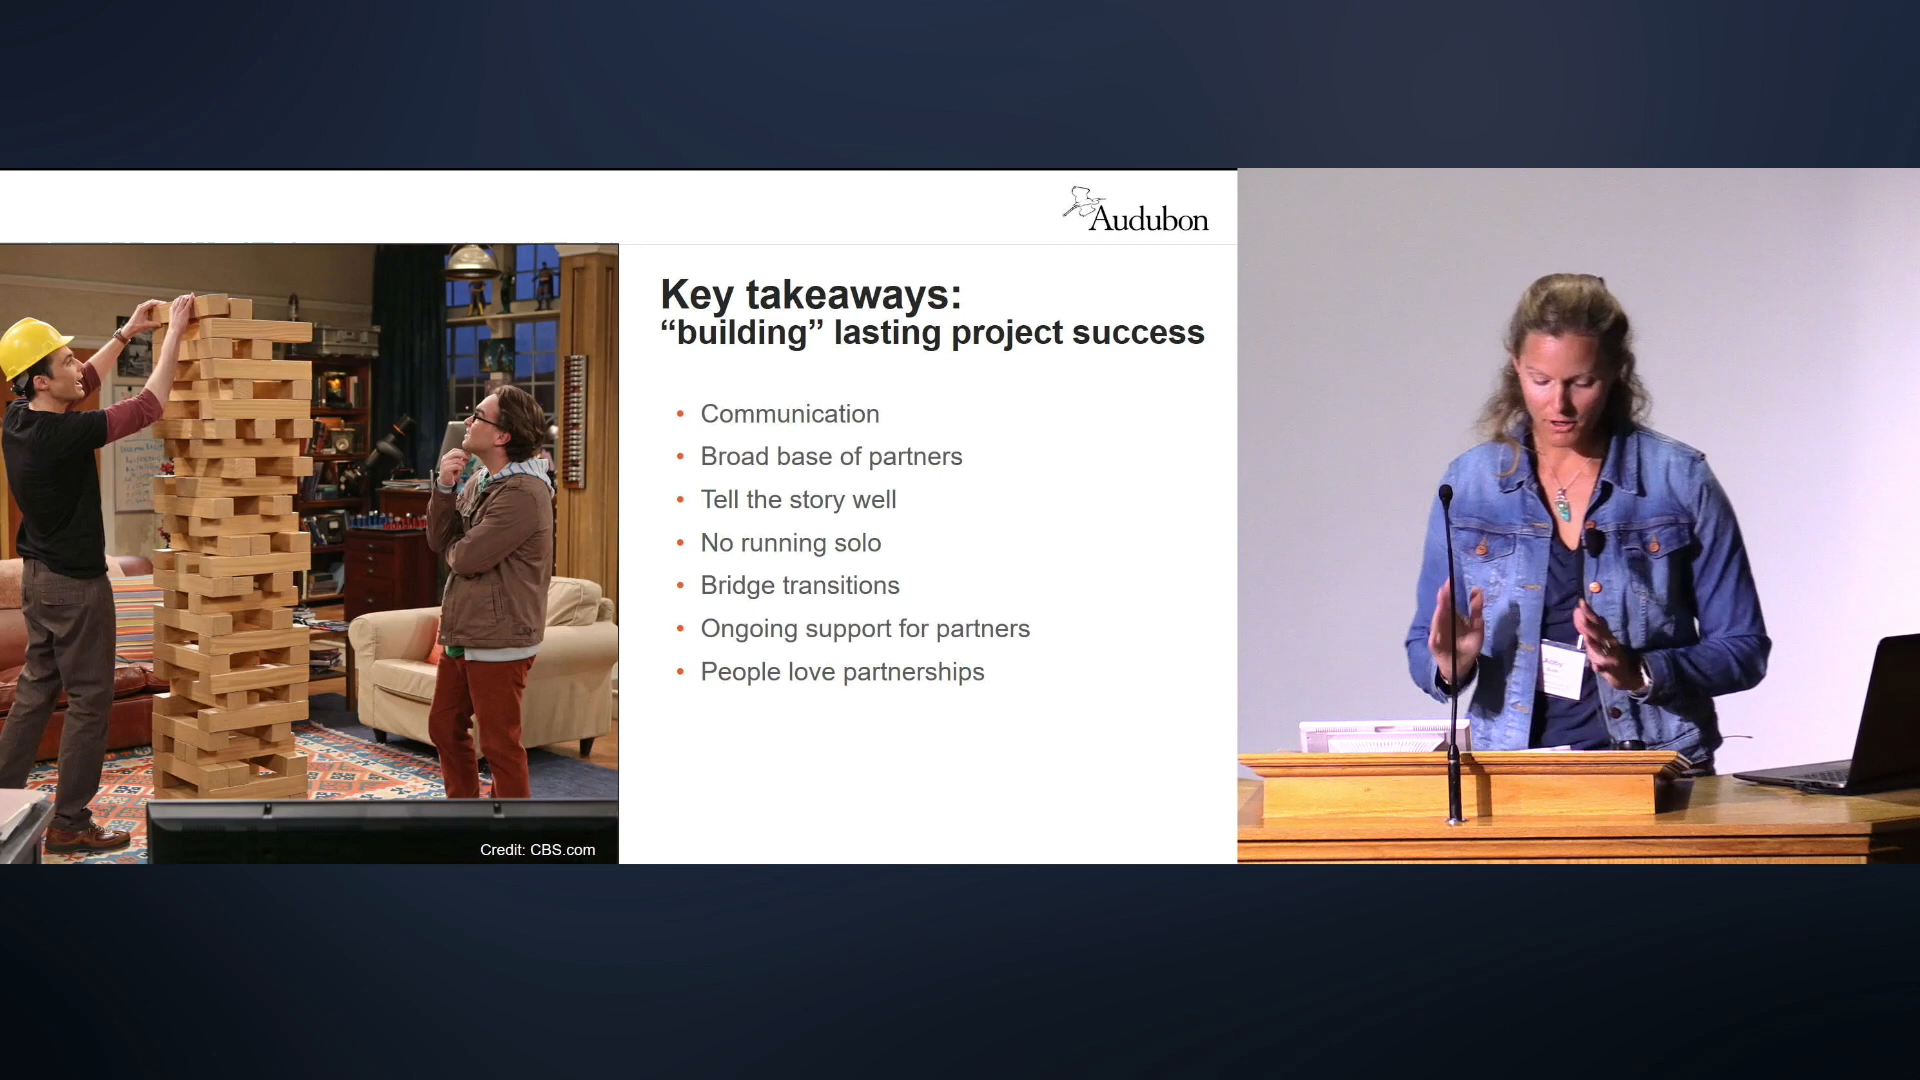 Audubon
Key takeaways:
“building” lasting project success
• Communication
• Broad base of partners
• Tell the story well
• No running solo
• Bridge transitions
• Ongoing support for partners
• People love partnerships
Credit: CBS.com
Abby